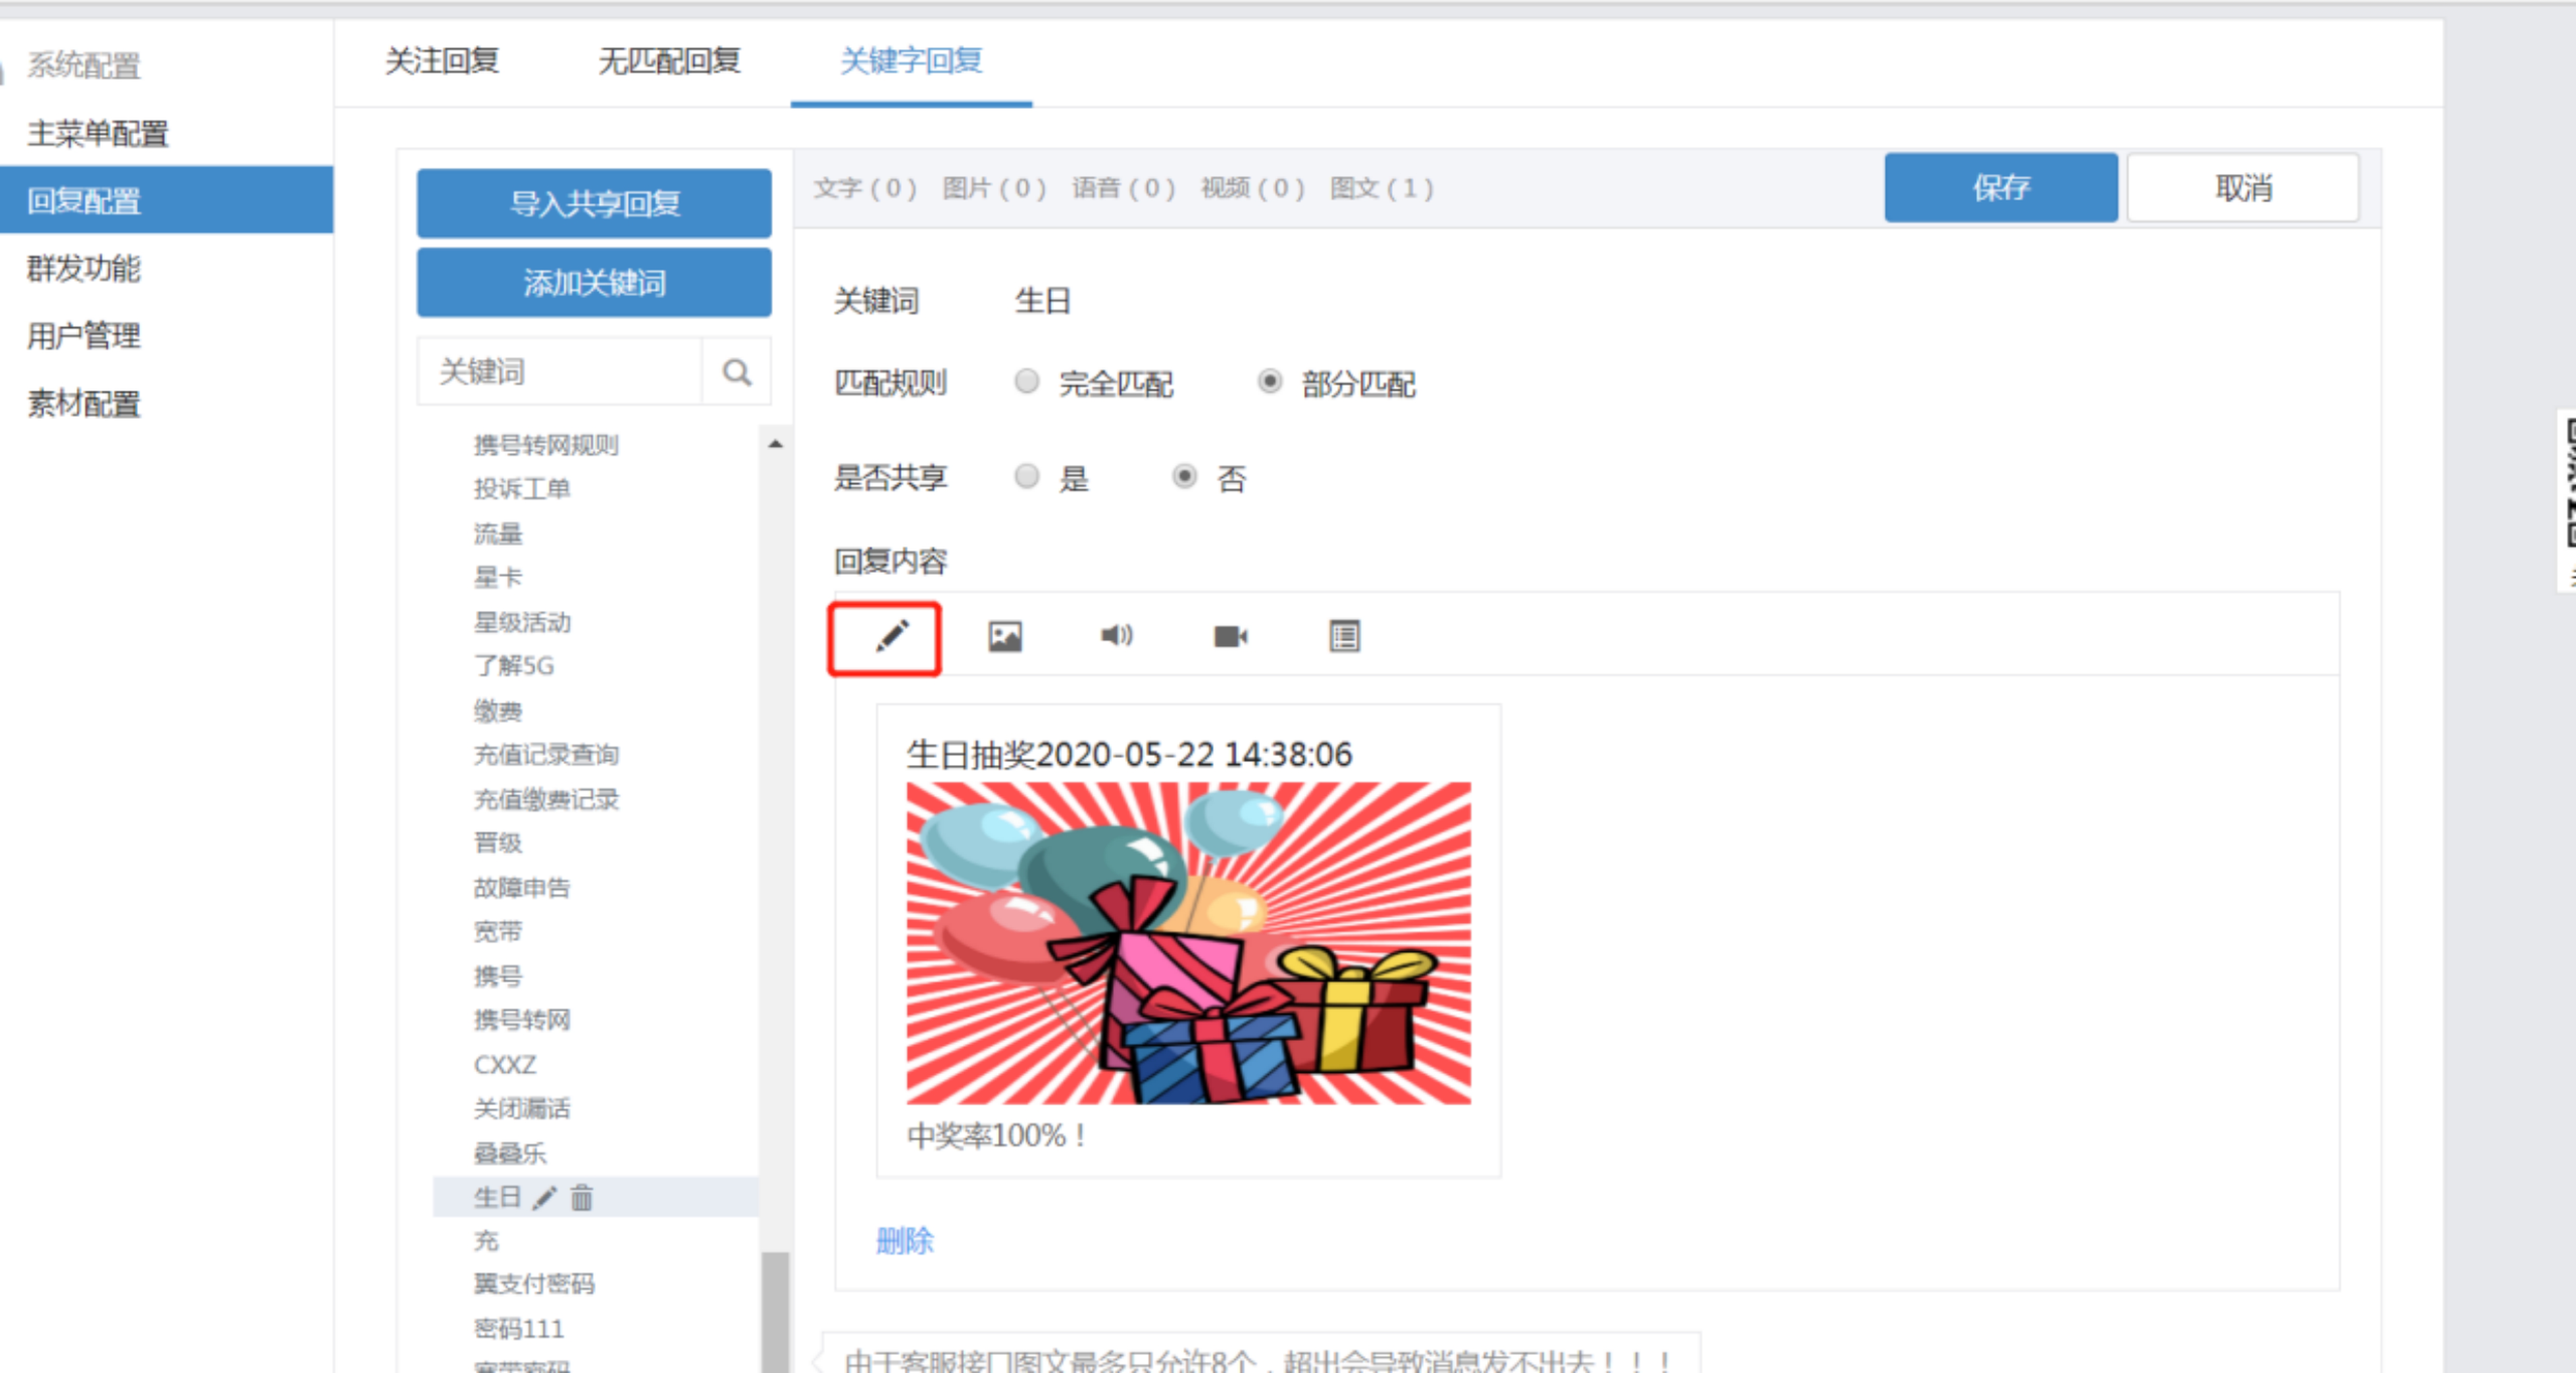 系统配置
主菜单配置
回复配置
群发功能
用户管理
素材配置
关注回复 无匹配回复 关键字回复
导入共享回复
添加关键词
关键词
携号转网规则
投诉工单
流量
星卡
星级活动
了解5G
缴费
充值记录查询
充值缴费记录
晋级
故障申告
宽带
携号
携号转网
CXXZ
关闭漏话
叠叠乐
生日
充
翼支付密码
密码111
宽带密码
文字(0) 图片(0) 语音(0) 视频(0) 图文(1)
保存 取消
关键词 生日
匹配规则 完全匹配 部分匹配
是否共享 是 否
回复内容
生日抽奖2020-05-22 14:38:06
中奖率100%！
删除
由于客服接口图文最多只允许8个，超出会导致消息发不出去！！！